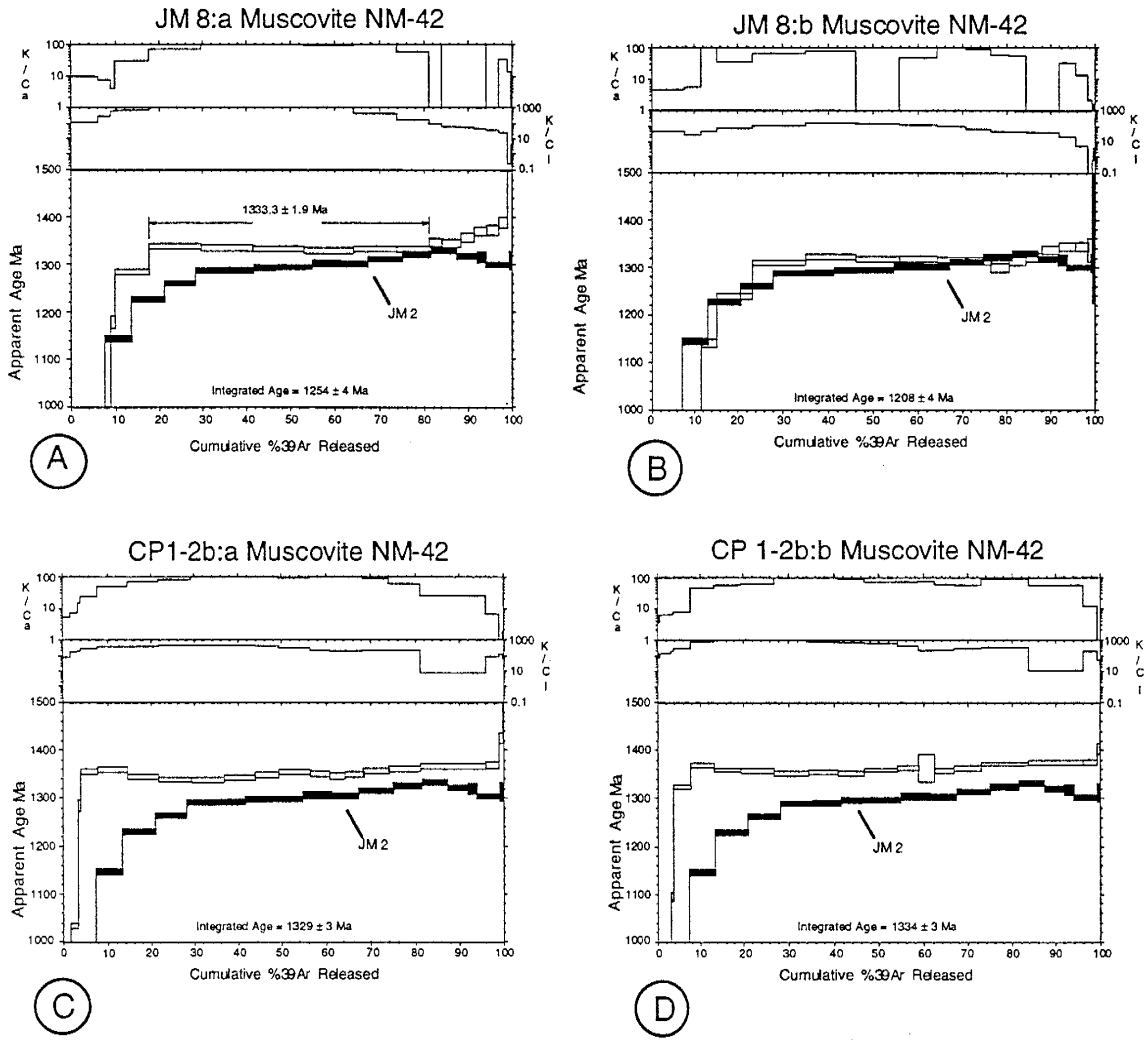 JM 8:a Muscovite NM-42
K/Ca
100
10
1
1000
10
0.1
K/Cl
1500
1400
1300
1200
1100
1000
Apparent Age Ma
1333.3 ± 1.9 Ma
JM 2
Integrated Age = 1254 ± 4 Ma
0 10 20 30 40 50 60 70 80 90 100
Cumulative %39Ar Released
A
JM 8:b Muscovite NM-42
K/Ca
100
10
1
1000
10
0.1
K/Cl
1500
1400
1300
1200
1100
1000
Apparent Age Ma
JM 2
Integrated Age = 1208 ± 4 Ma
0 10 20 30 40 50 60 70 80 90 100
Cumulative %39Ar Released
B
CP1-2b:a Muscovite NM-42
K/Ca
100
10
1
1000
10
0.1
K/Cl
1500
1400
1300
1200
1100
1000
Apparent Age Ma
JM 2
Integrated Age = 1329 ± 3 Ma
0 10 20 30 40 50 60 70 80 90 100
Cumulative %39Ar Released
C
CP 1-2b:b Muscovite NM-42
K/Ca
100
10
1
1000
10
0.1
K/Cl
1500
1400
1300
1200
1100
1000
Apparent Age Ma
JM 2
Integrated Age = 1334 ± 3 Ma
0 10 20 30 40 50 60 70 80 90 100
Cumulative %39Ar Released
D